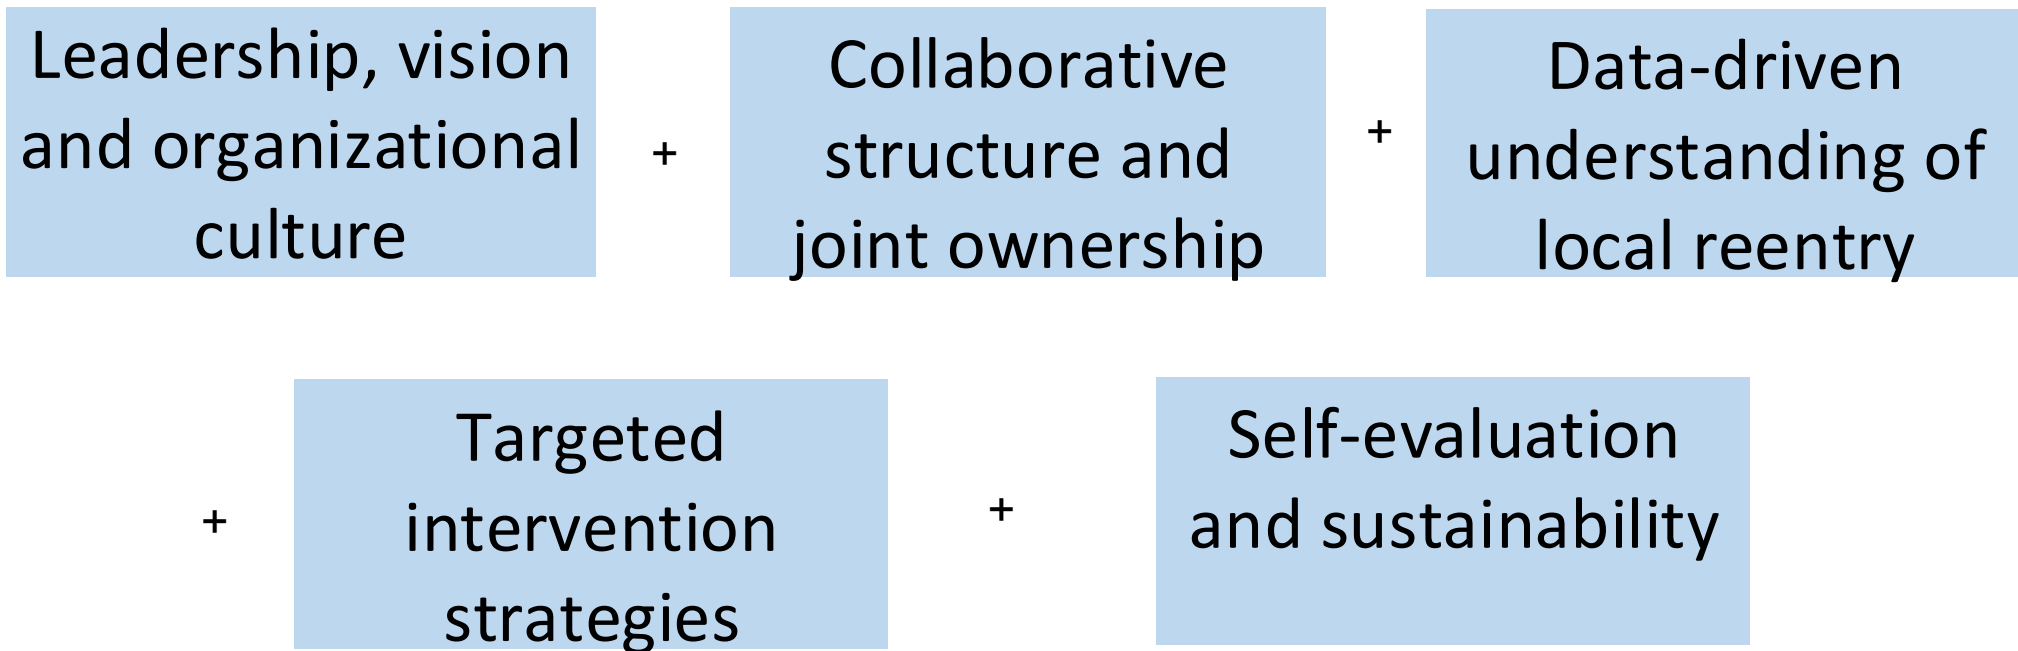 Leadership, vision
and organizational
culture
+
Collaborative
structure and
joint ownership
+
Data-driven
understanding of
local reentry
+
Targeted
intervention
strategies
+
Self-evaluation
and sustainability